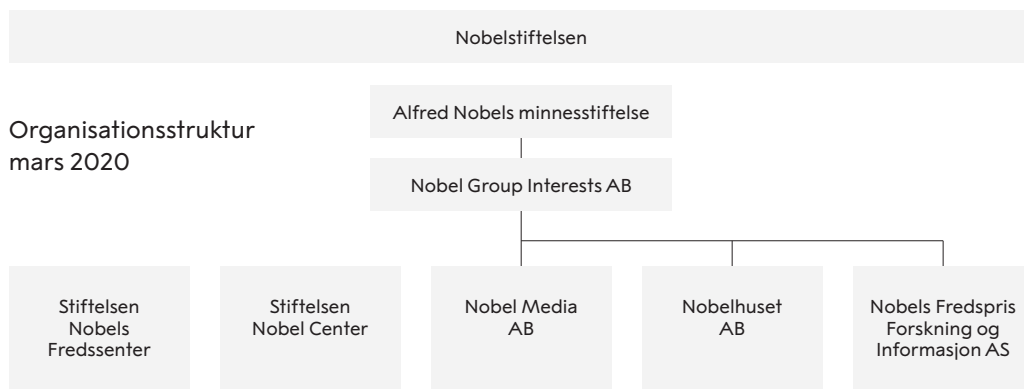 Nobelstiftelsen
Alfred Nobels minnesstiftelse
Organisationsstruktur
mars 2020
Nobel Group Interests AB
Stiftelsen
Nobels
Fredssenter
Stiftelsen
Nobel Center
Nobel Media
AB
Nobelhuset
AB
Nobels Fredspris
Forskning og
Informasjon AS